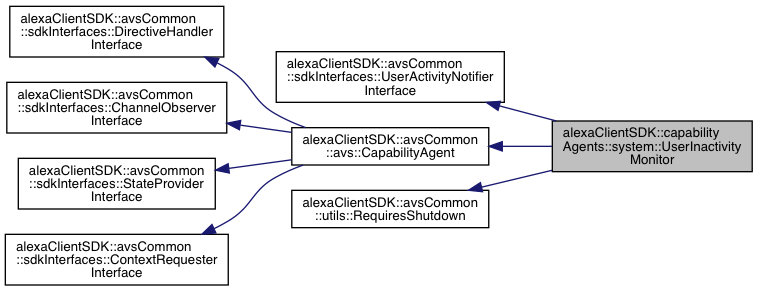 alexaClientSDK::avsCommon
::sdkInterfaces::DirectiveHandler
Interface
alexaClientSDK::avsCommon
::sdkInterfaces::ChannelObserver
Interface
alexaClientSDK::avsCommon
::sdkInterfaces::StateProvider
Interface
alexaClientSDK::avsCommon
::sdkInterfaces::ContextRequester
Interface
alexaClientSDK::avsCommon
::sdkInterfaces::UserActivityNotifier
Interface
alexaClientSDK::avsCommon
::avs::CapabilityAgent
alexaClientSDK::avsCommon
::utils::RequiresShutdown
alexaClientSDK::capability
Agents::system::UserInactivity
Monitor